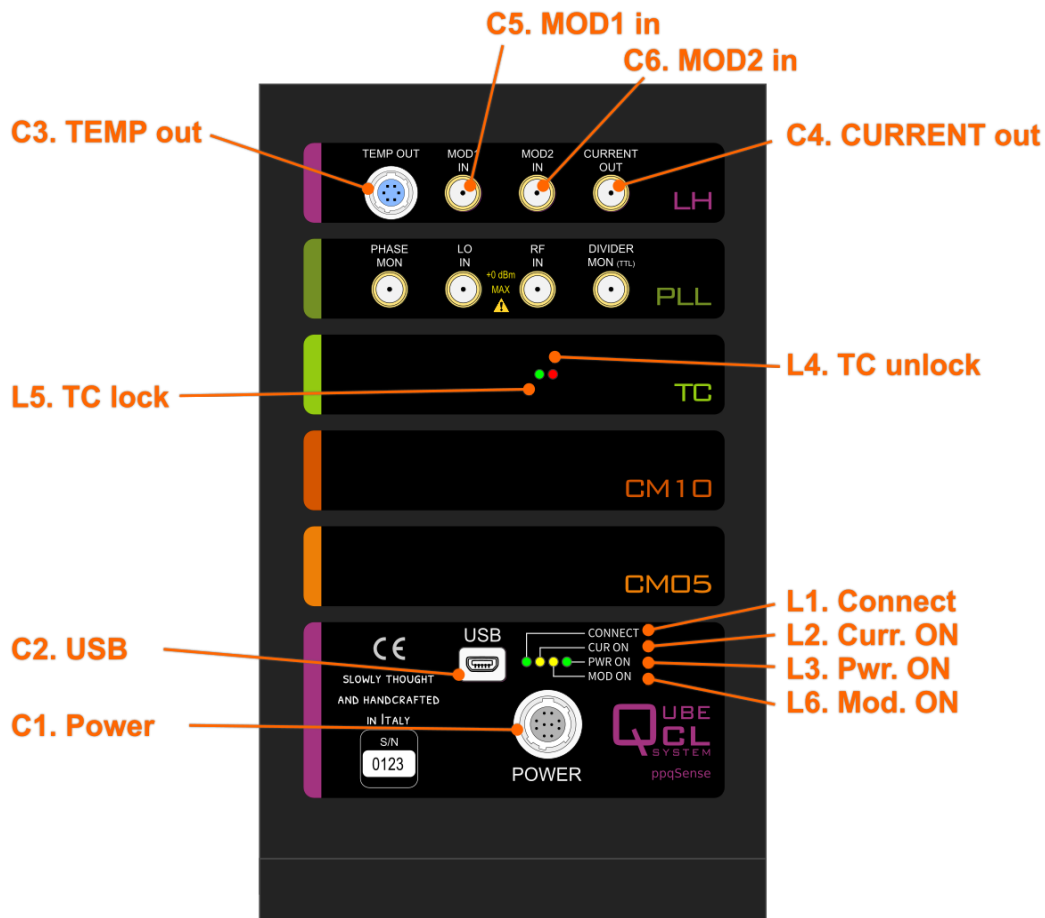 C5. MOD1 in
C6. MOD2 in
C3. TEMP out
C4. CURRENT out
TEMP OUT
MOD1
IN
MOD2
IN
CURRENT
OUT
LH
PHASE
MON
LO
IN
+0 dBm
MAX
RF
IN
DIVIDER
MON (TTL)
PLL
L4. TC unlock
L5. TC lock
TC
CM10
CM05
L1. Connect
L2. Curr. ON
L3. Pwr. ON
L6. Mod. ON
C2. USB
C1. Power
CE
SLOWLY THOUGHT
AND HANDCRAFTED
IN ITALY
S/N
0123
USB
CONNECT
CUR ON
PWR ON
MOD ON
POWER
QUBE
QCL
SYSTEM
ppqSense